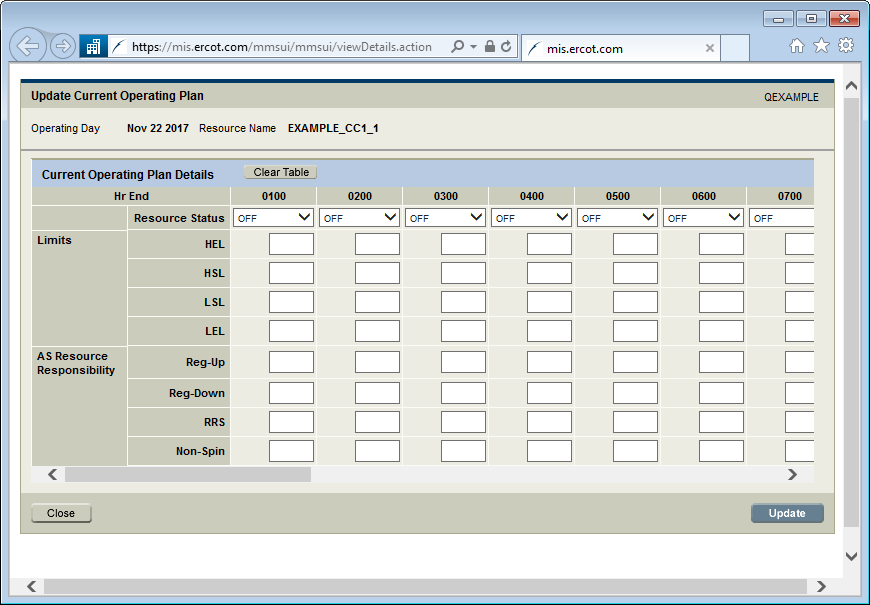 https://mis.ercot.com/mmsui/mmsui/viewDetails.action
mis.ercot.com
Update Current Operating Plan
QEXAMPLE
Operating Day Nov 22 2017 Resource Name EXAMPLE_CC1_1
Current Operating Plan Details Clear Table
Hr End 0100 0200 0300 0400 0500 0600 0700
Resource Status OFF OFF OFF OFF OFF OFF OFF
Limits HEL
HSL
LSL
LEL
AS Resource
Responsibility
Reg-Up
Reg-Down
RRS
Non-Spin
Close Update